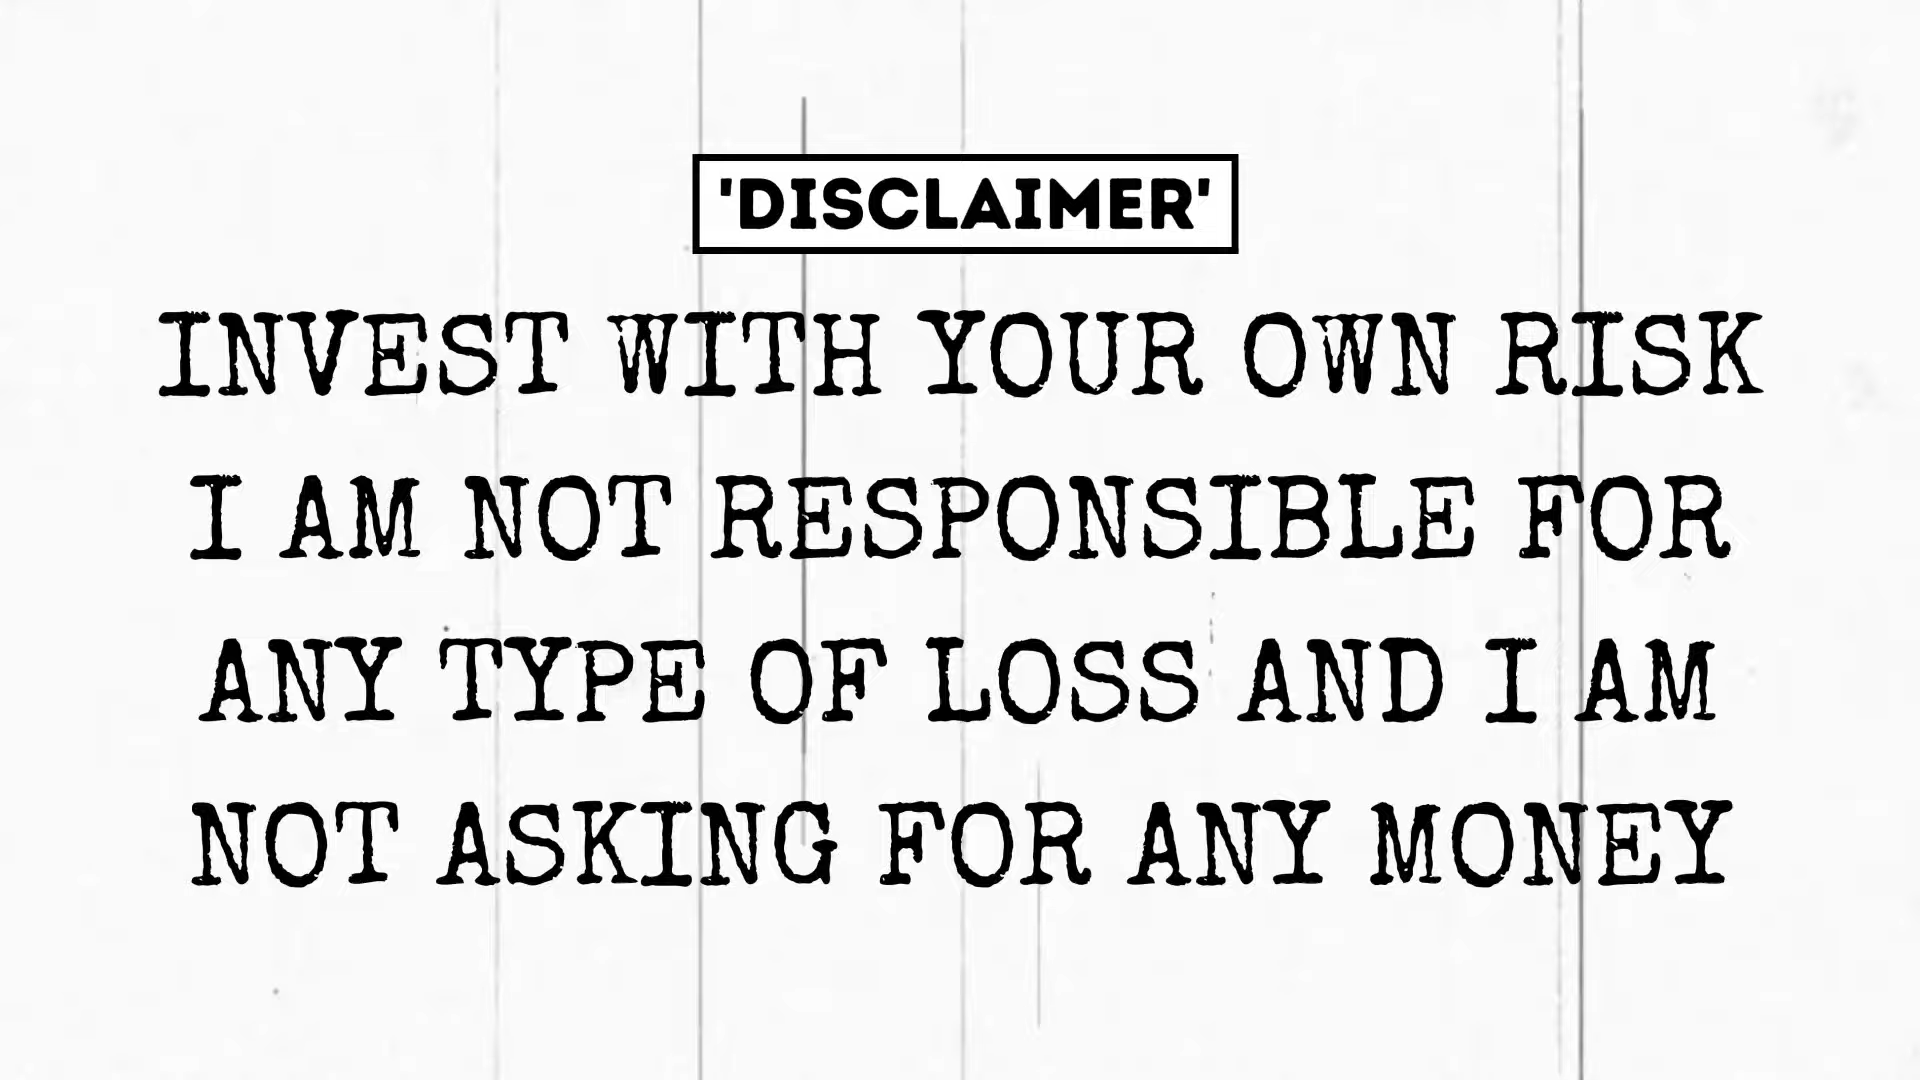 'DISCLAIMER'
INVEST WITH YOUR OWN RISK
I AM NOT RESPONSIBLE FOR
ANY TYPE OF LOSS AND I AM
NOT ASKING FOR ANY MONEY